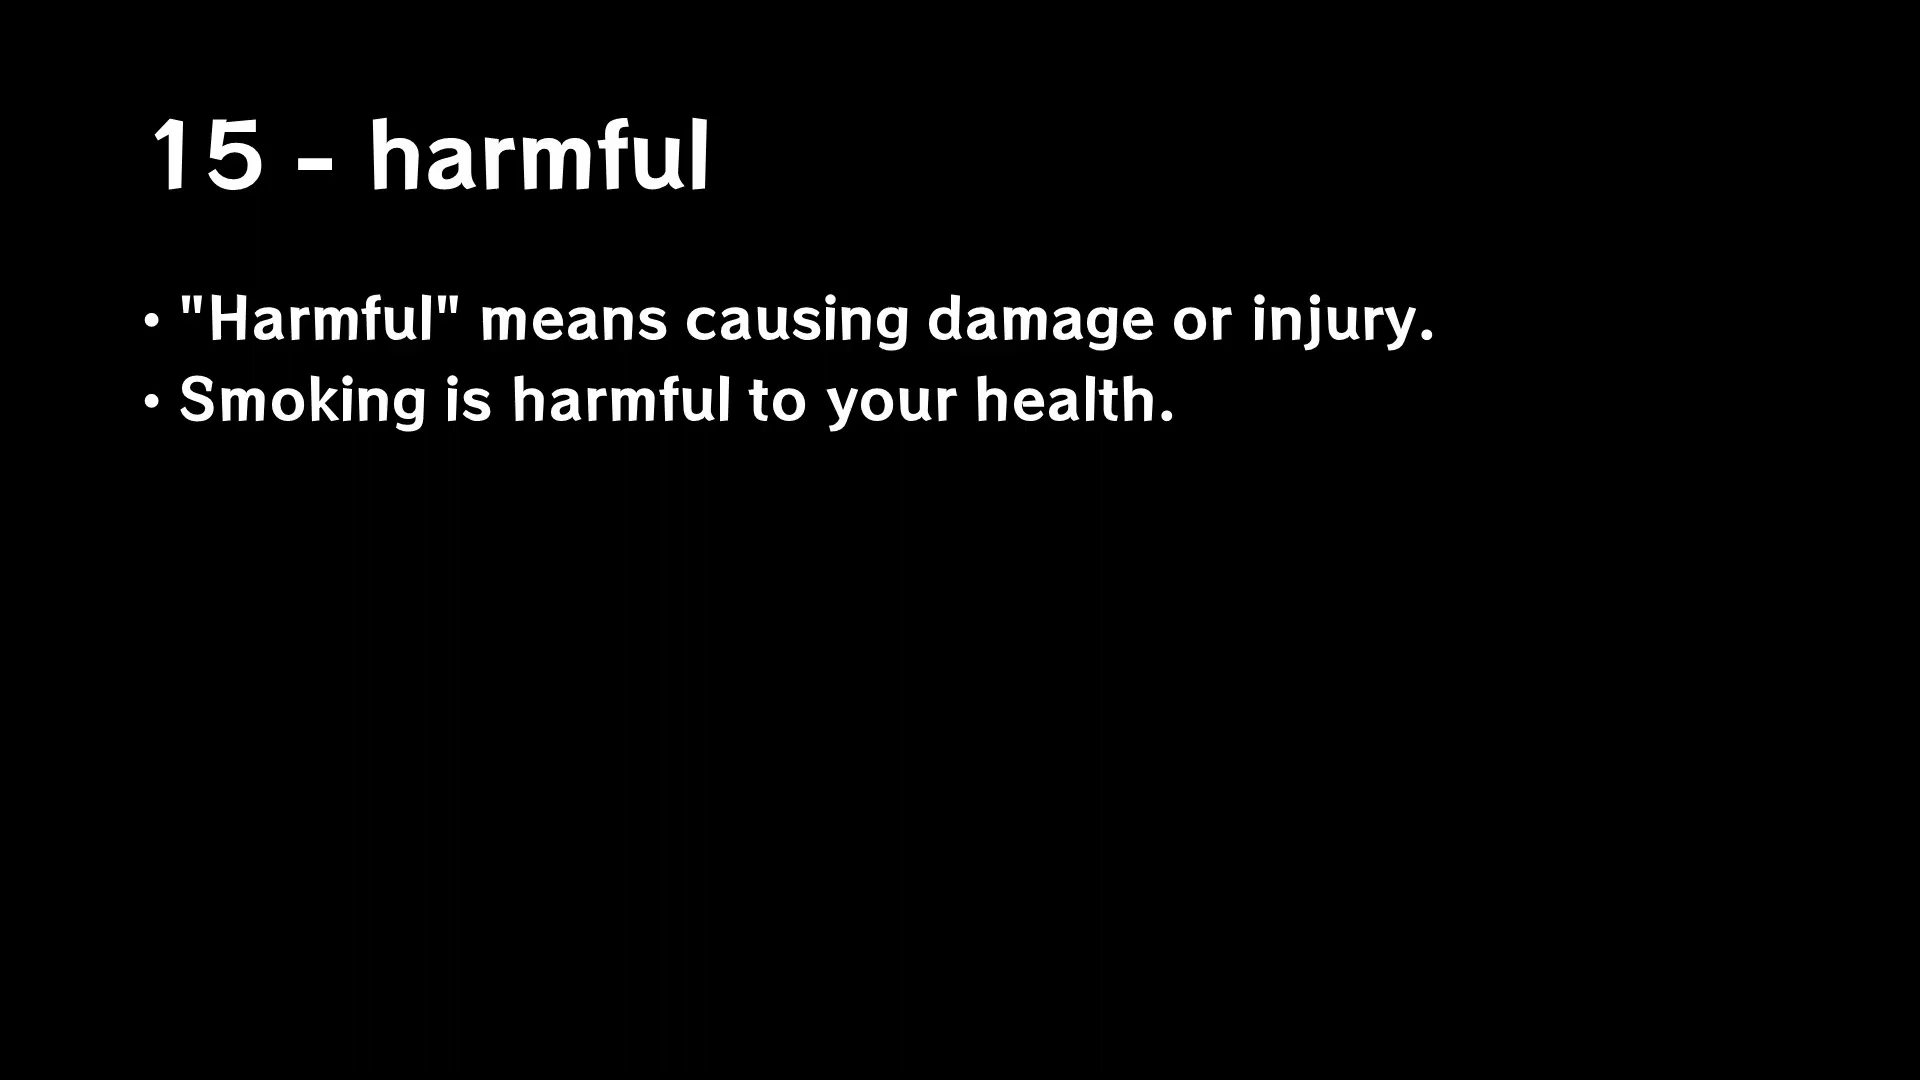 15 - harmful
• "Harmful" means causing damage or injury.
• Smoking is harmful to your health.